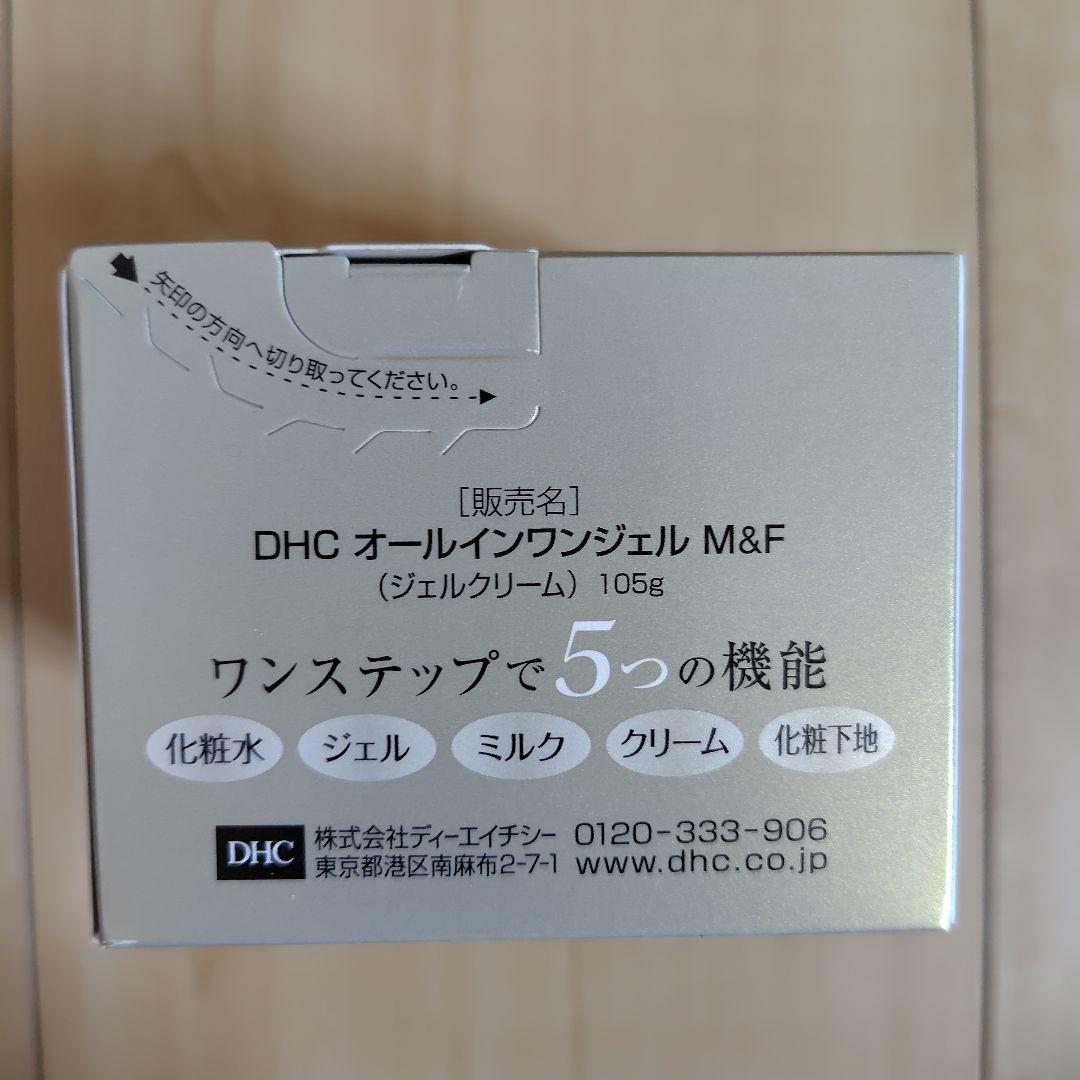 矢印の方向へ切り取ってください。
[販売名]
DHC オールインワンジェル M&F
(ジェルクリーム) 105g
ワンステップで5つの機能
化粧水 ジェル ミルク クリーム 化粧下地
DHC 株式会社ディーエイチシー 0120-333-906
東京都港区南麻布2-7-1 www.dhc.co.jp